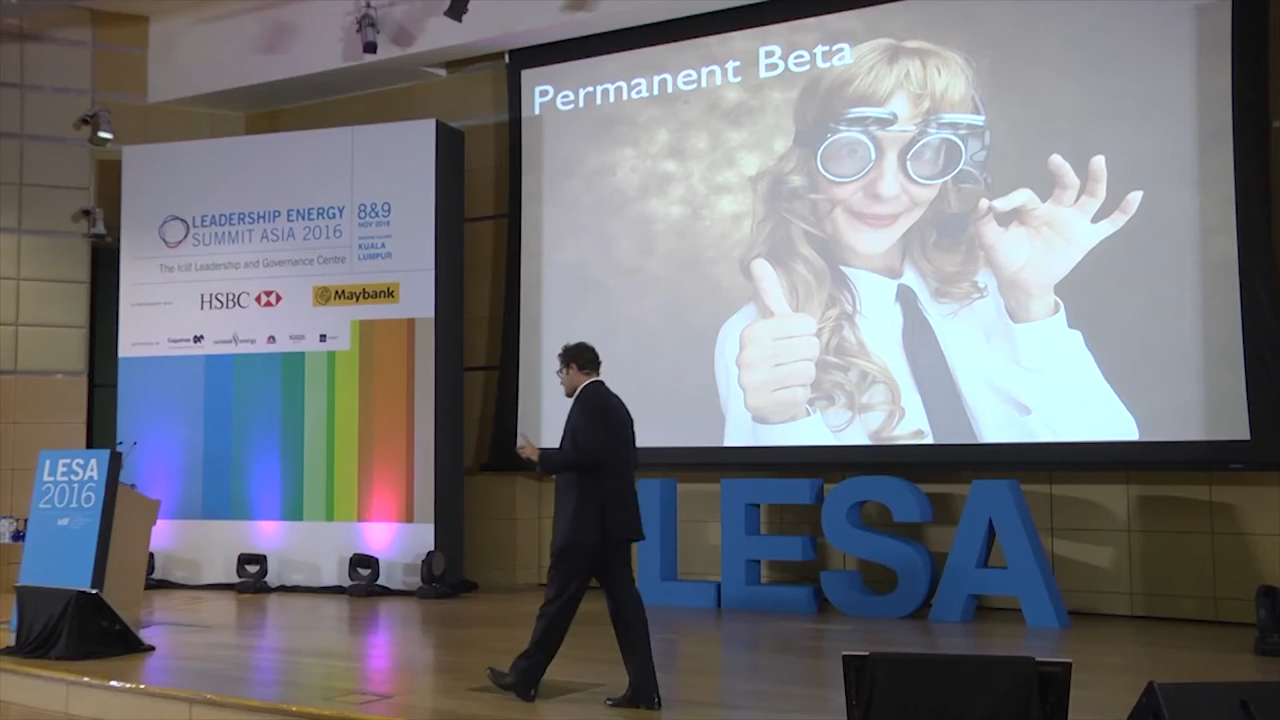 Permanent Beta
LEADERSHIP ENERGY
SUMMIT ASIA 2016
8&9
NOV 2016
KUALA
LUMPUR
The Iclif Leadership and Governance Centre
HSBC
Maybank
LESA
2016
LESA